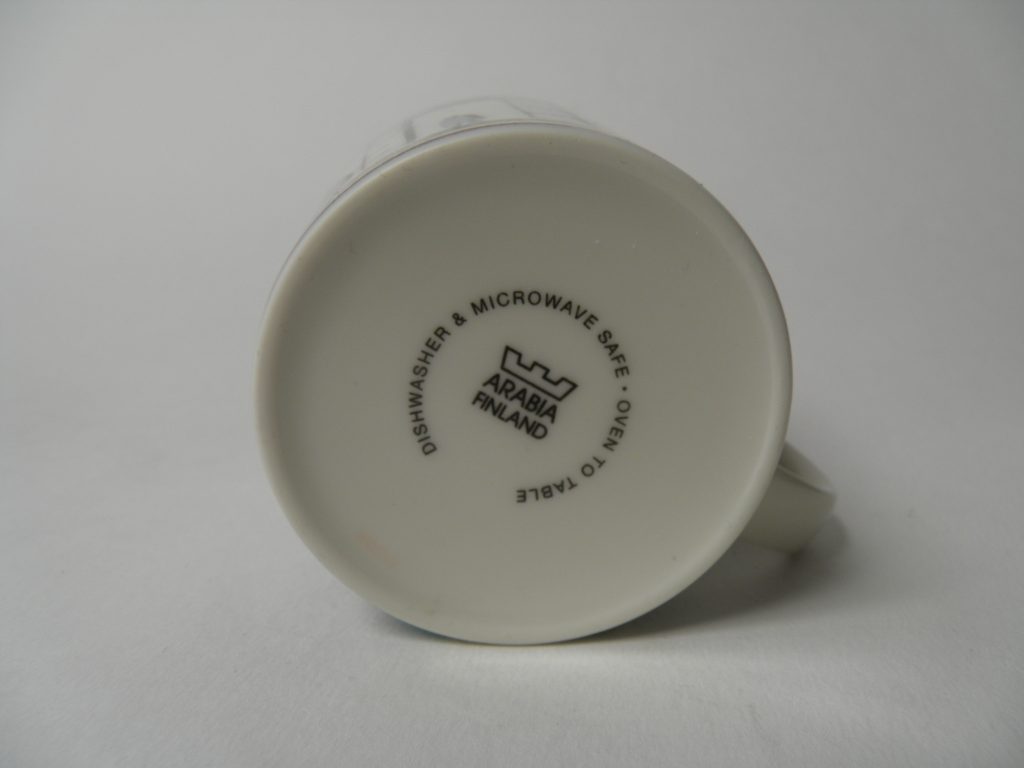 DISHWASHER & MICROWAVE SAFE · OVEN TO TABLE
ARABIA
FINLAND